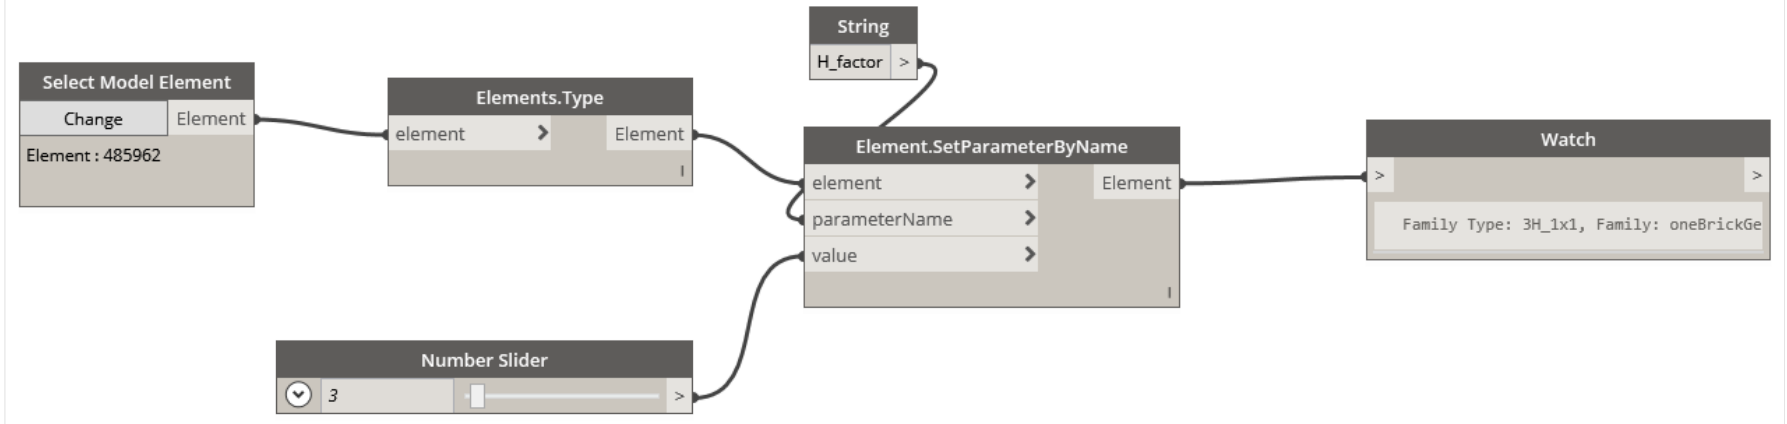 String
H_factor >
Select Model Element
Change Element
Element : 485962
Elements.Type
element Element
Element.SetParameterByName
element Element
parameterName
value
Watch
> >
Family Type: 3H_1x1, Family: oneBrickGe
Number Slider
3 >